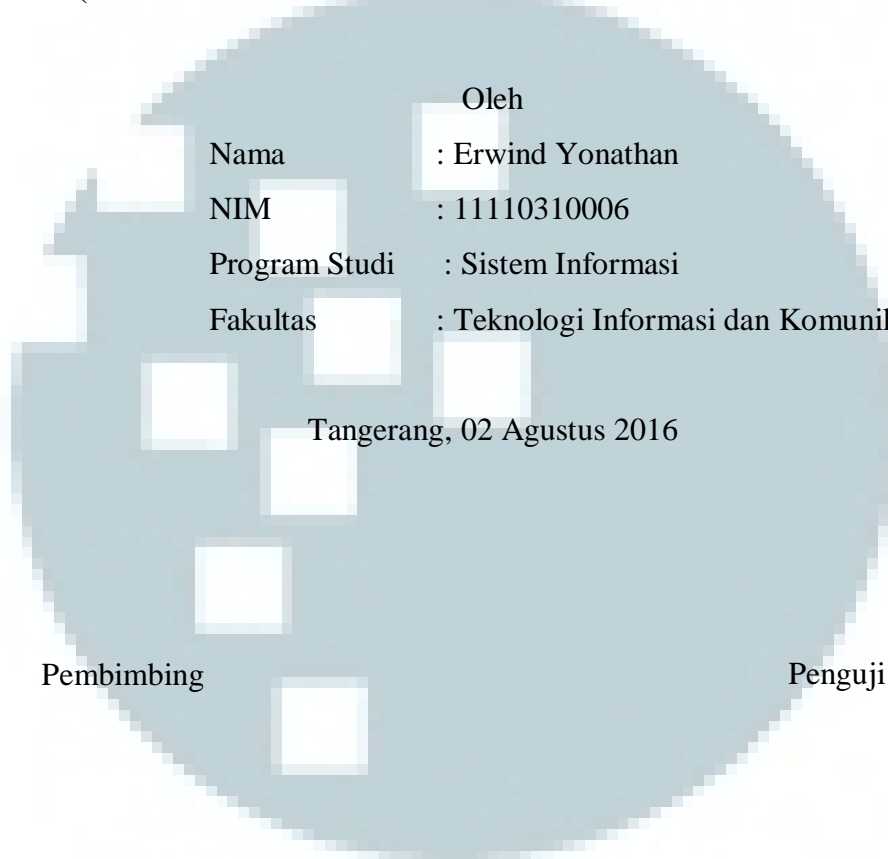 Oleh
Nama : Erwind Yonathan
NIM : 11110310006
Program Studi : Sistem Informasi
Fakultas : Teknologi Informasi dan
Tangerang, 02 Agustus 2016
Pembimbing Penguji